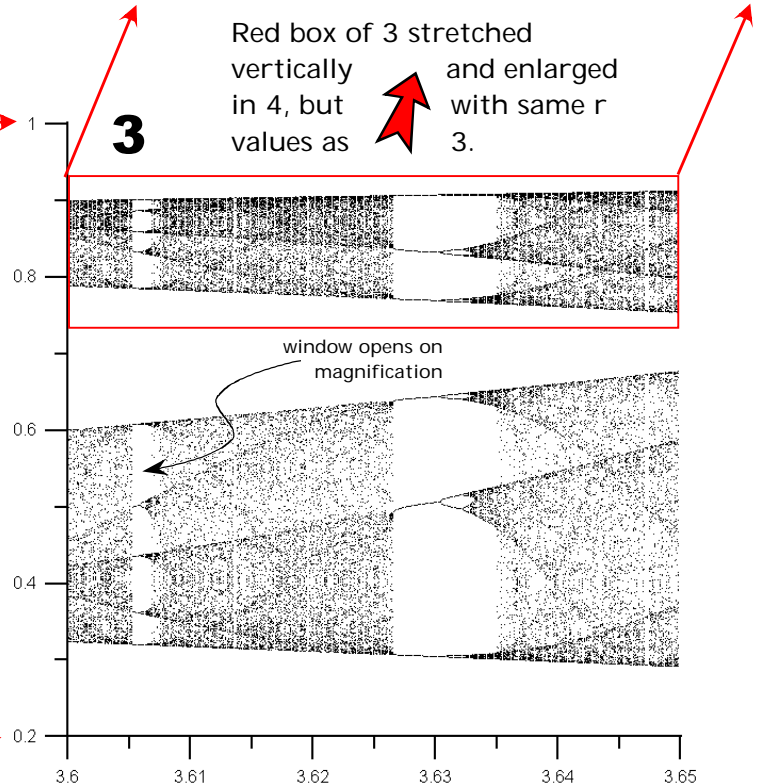 Red box of 3 stretched
vertically and enlarged
in 4, but with same r
values as 3.
1
3
0.8
window opens on
magnification
0.6
0.4
0.2
3.6 3.61 3.62 3.63 3.64 3.65